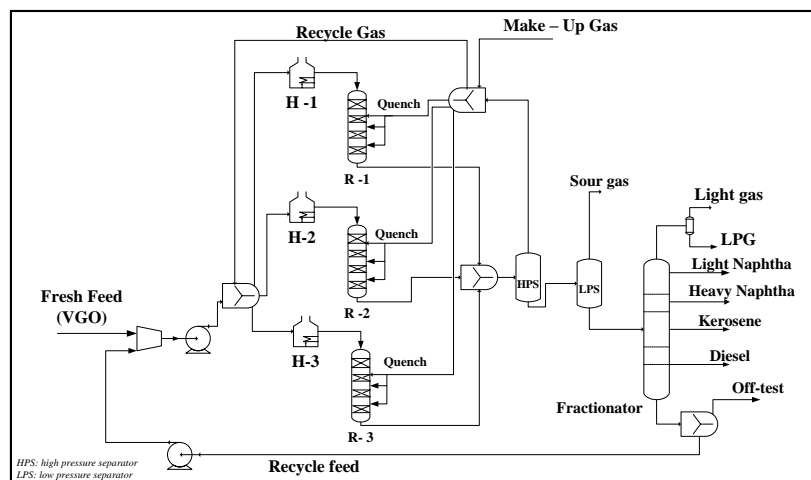 Make – Up Gas
Recycle Gas
H -1
Quench
R -1
Sour gas
Light gas
LPG
H-2
Quench
HPS
LPS
Light Naphtha
Heavy Naphtha
Fresh Feed
(VGO)
R -2
Kerosene
H-3
Quench
Diesel
Off-test
Fractionator
R- 3
HPS: high pressure separator
LPS: low pressure separator
Recycle feed